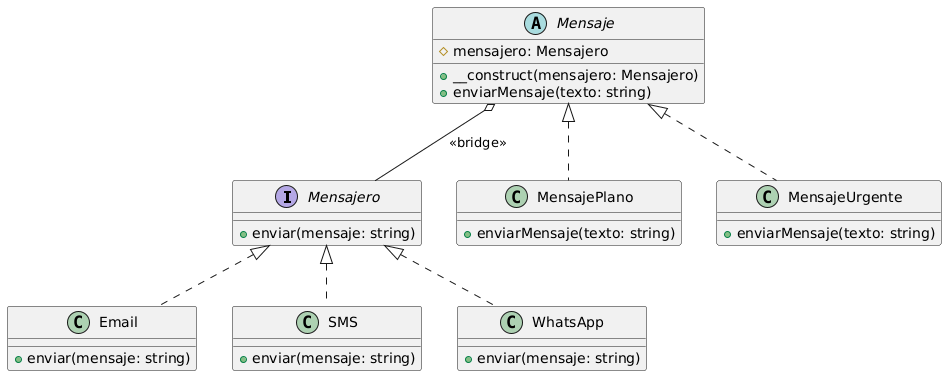 A Mensaje
mensajero: Mensajero
__construct(mensajero: Mensajero)
enviarMensaje(texto: string)
«bridge»
I Mensajero
enviar(mensaje: string)
C MensajePlano
enviarMensaje(texto: string)
C MensajeUrgente
enviarMensaje(texto: string)
C Email
enviar(mensaje: string)
C SMS
enviar(mensaje: string)
C WhatsApp
enviar(mensaje: string)